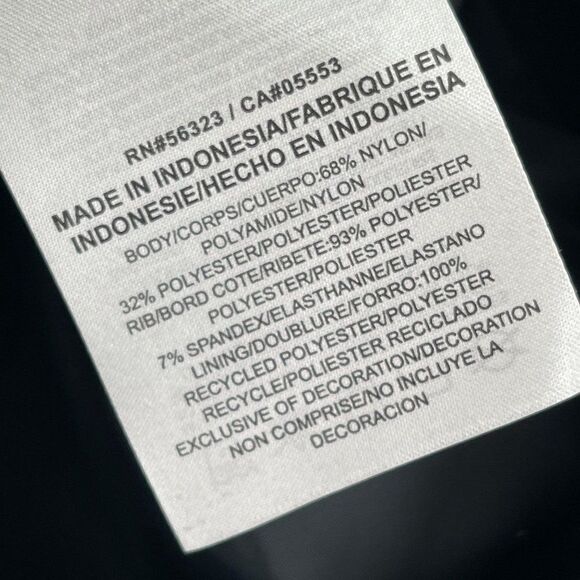 RN#56323 / CA#05553
MADE IN INDONESIA/FABRIQUE EN
INDONESIE/HECHO EN INDONESIA
BODY/CORPS/CUERPO:68% NYLON/
POLYAMIDE/NYLON
32% POLYESTER/POLYESTER/POLIESTER
RIB/BORD COTE/RIBETE:93% POLYESTER/
POLYESTER/POLIESTER
7% SPANDEX/ELASTHANNE/ELASTANO
LINING/DOUBLURE/FORRO:100%
RECYCLED POLYESTER/POLYESTER
RECYCLE/POLIESTER RECICLADO
EXCLUSIVE OF DECORATION/DECORATION
NON COMPRISE/NO INCLUYE LA
DECORACION